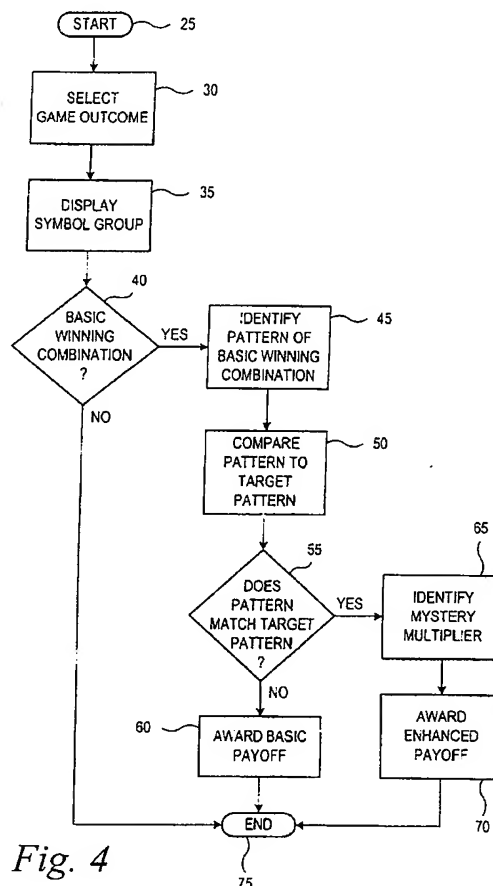 START
25
SELECT
GAME OUTCOME
30
DISPLAY
SYMBOL GROUP
35
BASIC
WINNING
COMBINATION
?
40
YES
NO
IDENTIFY
PATTERN OF
BASIC WINNING
COMBINATION
45
COMPARE
PATTERN TO
TARGET
PATTERN
50
DOES
PATTERN
MATCH TARGET
PATTERN
?
55
YES
NO
IDENTIFY
MYSTERY
MULTIPLIER
65
AWARD BASIC
PAYOFF
60
AWARD
ENHANCED
PAYOFF
70
END
75
Fig. 4